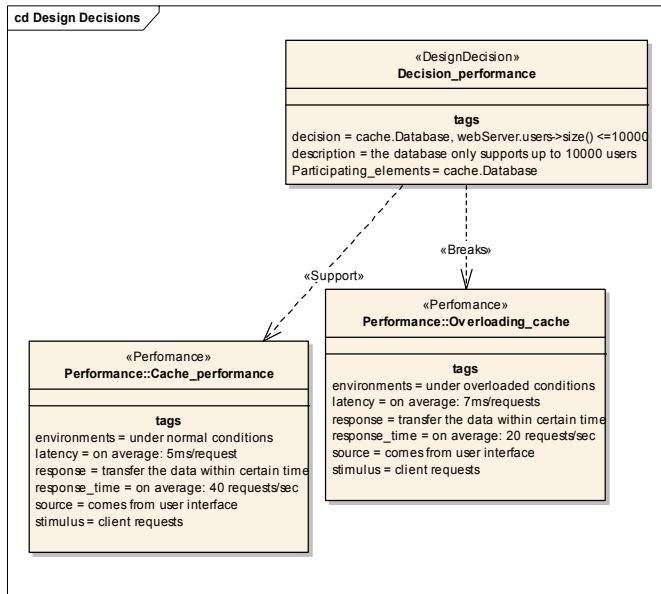 cd Design Decisions
«DesignDecision»
Decision_performance
tags
decision = cache.Database, webServer.users->size() <=10000
description = the database only supports up to 10000 users
Participating_elements = cache.Database
«Breaks»
«Support»
«Perfomance»
Performance::Overloading_cache
tags
environments = under overloaded conditions
latency = on average: 7ms/requests
response = transfer the data within certain time
response_time = on average: 20 requests/sec
source = comes from user interface
stimulus = client requests
«Perfomance»
Performance::Cache_performance
tags
environments = under normal conditions
latency = on average: 5ms/request
response = transfer the data within certain time
response_time = on average: 40 requests/sec
source = comes from user interface
stimulus = client requests